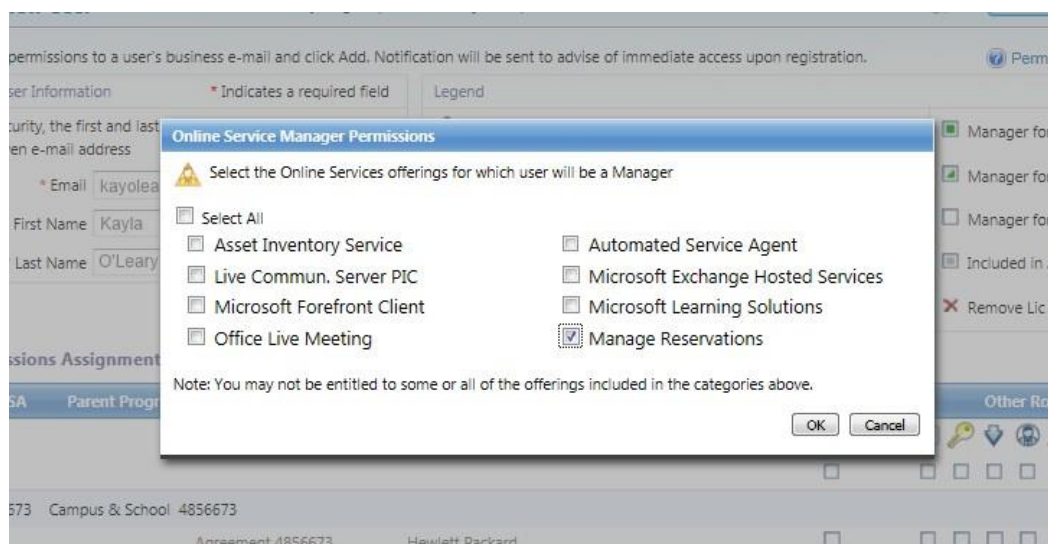 permissions to a user's business e-mail and click Add. Notification will be sent to advise of immediate access upon registration.
Perm
ser Information * Indicates a required field Legend
curity, the first and last
en e-mail address
* Email kayolea
First Name Kayla
Last Name O'Leary
Manager for
Manager for
Manager for
Included in
Remove Lic
Online Service Manager Permissions
Select the Online Services offerings for which user will be a Manager
Select All
Asset Inventory Service Automated Service Agent
Live Commun. Server PIC Microsoft Exchange Hosted Services
Microsoft Forefront Client Microsoft Learning Solutions
Office Live Meeting Manage Reservations
Note: You may not be entitled to some or all of the offerings included in the categories above.
OK Cancel
ssions Assignment
SA Parent Progr Other Ro
573 Campus & School 4856673
Agreement 4856673 Hewlett Packard